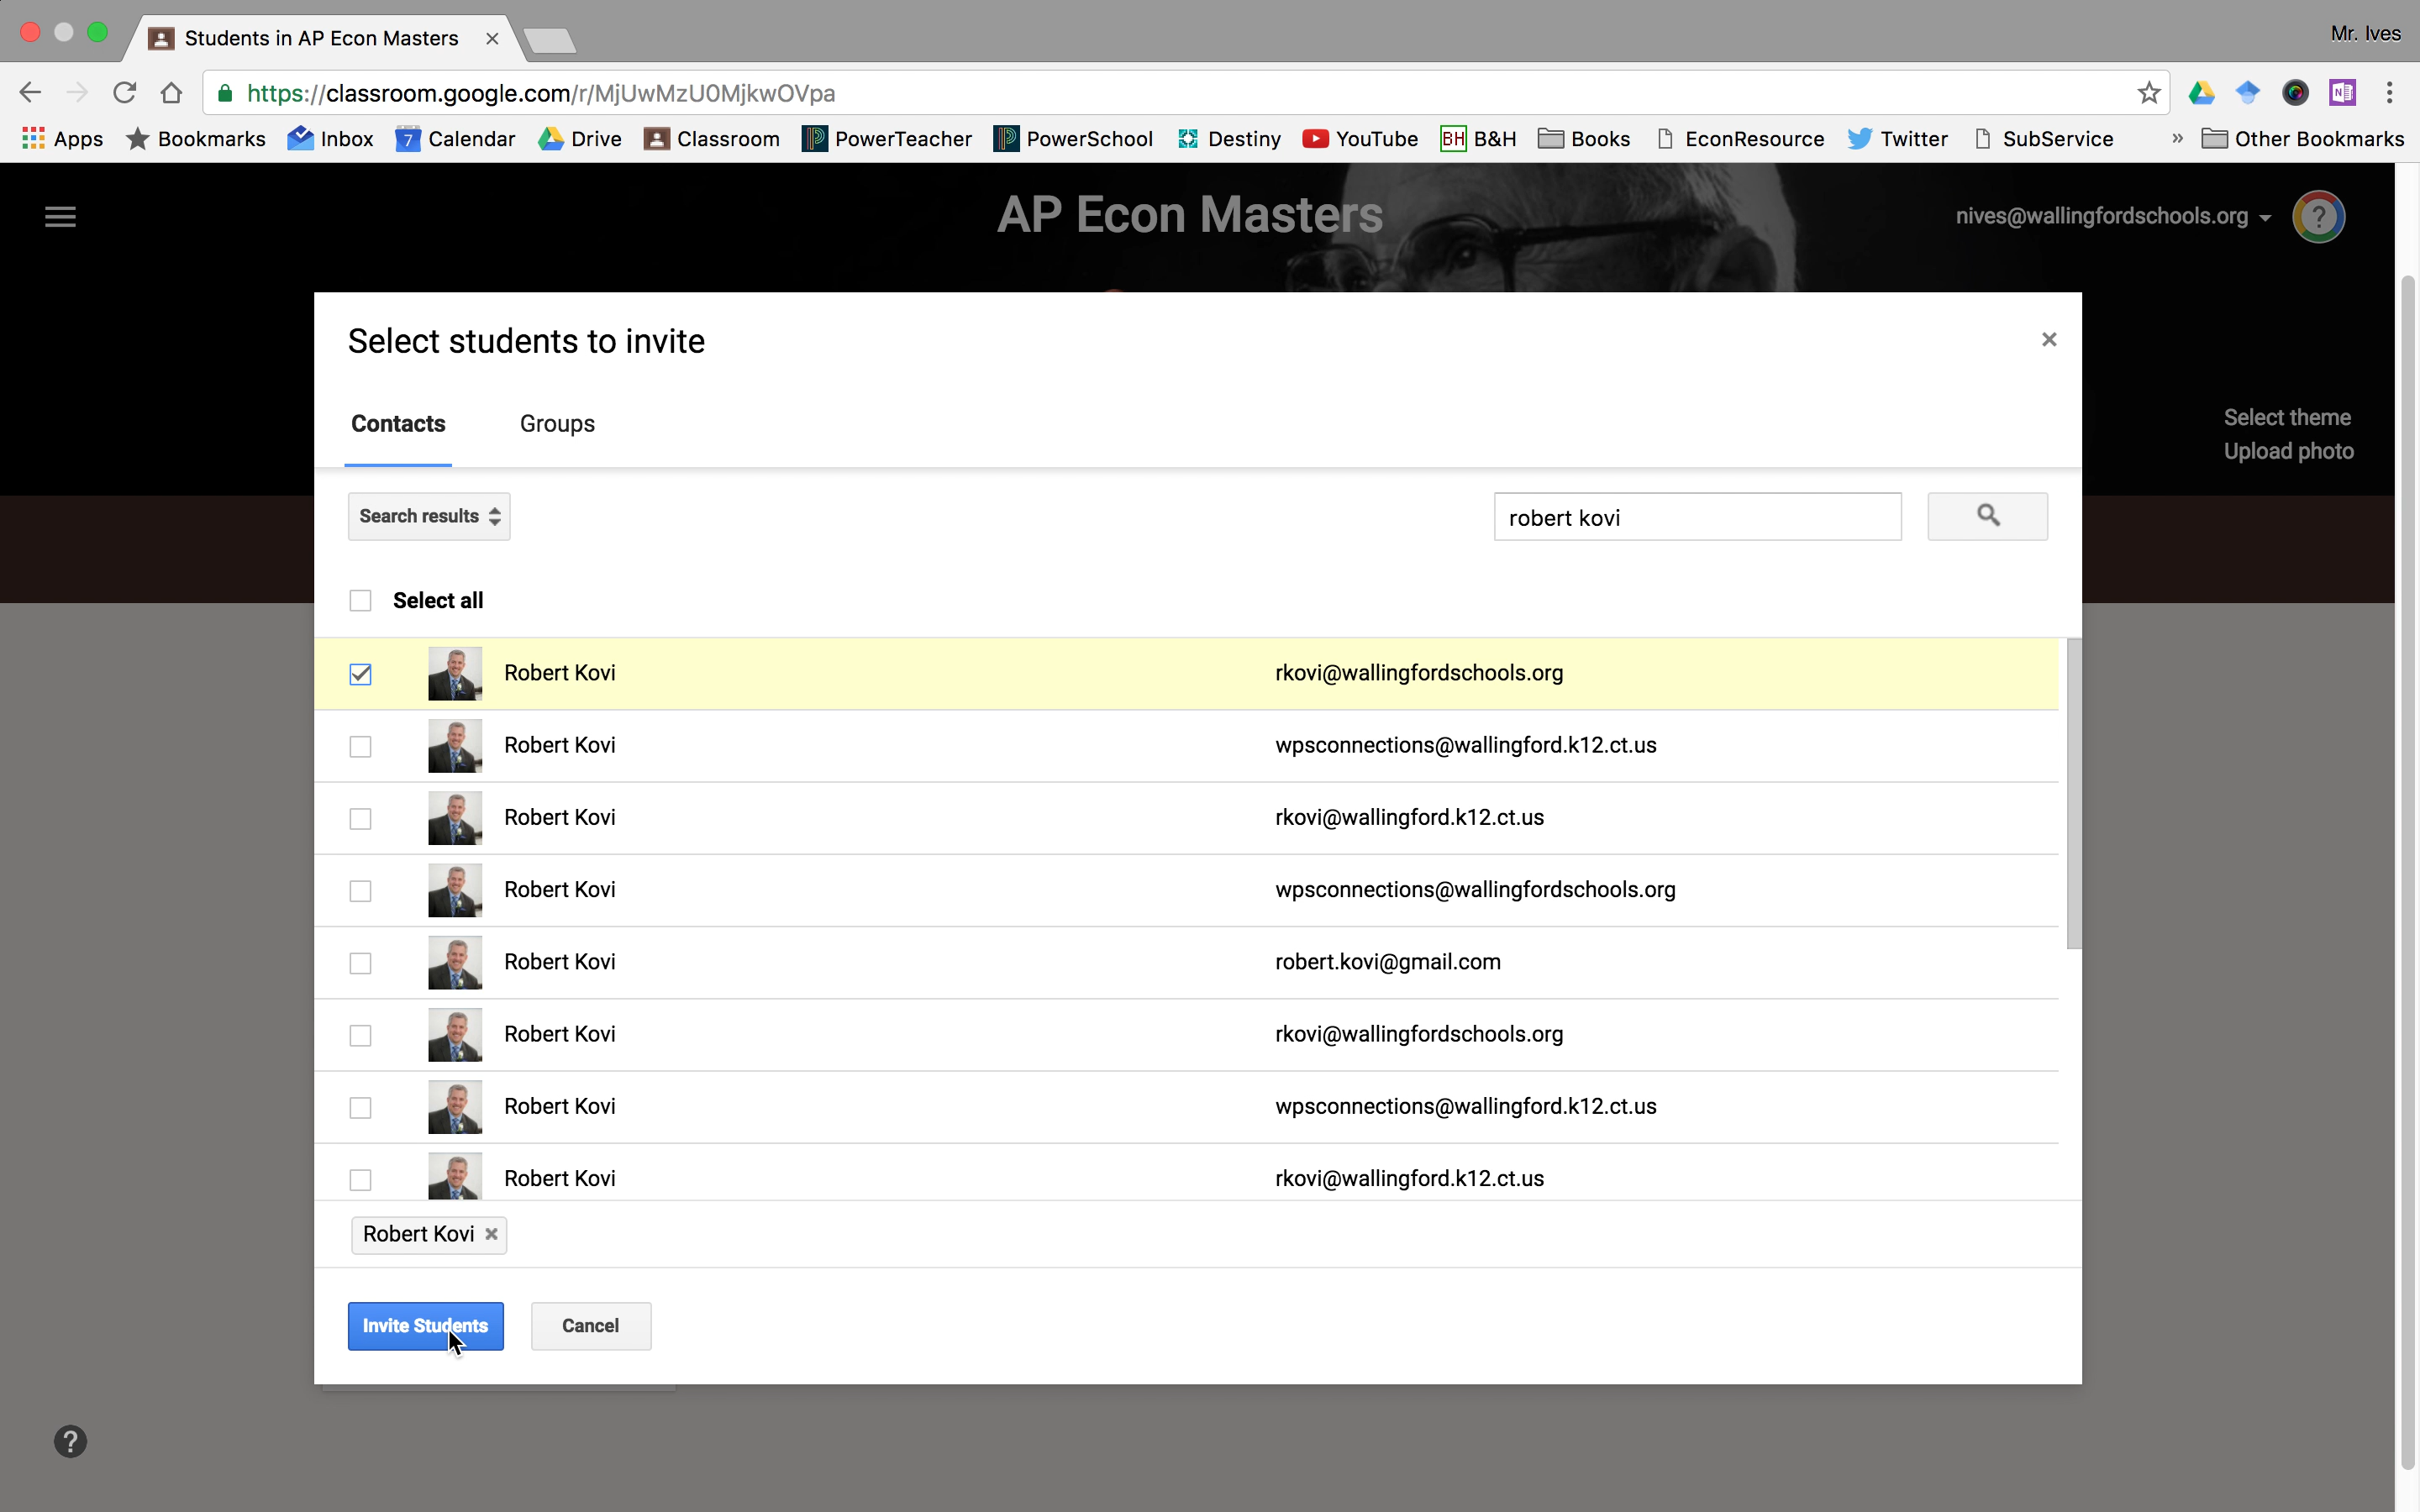 Students in AP Econ Masters
Mr. Ives
https://classroom.google.com/r/MjUwMzU0MjkwOVpa
Apps Bookmarks Inbox 7 Calendar Drive Classroom PowerTeacher PowerSchool Destiny YouTube BH B&H Books EconResource Twitter SubService » Other Bookmarks
AP Econ Masters
nives@wallingfordschools.org
Select theme
Upload photo
Select students to invite
Contacts Groups
Search results
robert kovi
Select all
Robert Kovi rkovi@wallingfordschools.org
Robert Kovi wpsconnections@wallingford.k12.ct.us
Robert Kovi rkovi@wallingford.k12.ct.us
Robert Kovi wpsconnections@wallingfordschools.org
Robert Kovi robert.kovi@gmail.com
Robert Kovi rkovi@wallingfordschools.org
Robert Kovi wpsconnections@wallingford.k12.ct.us
Robert Kovi rkovi@wallingford.k12.ct.us
Robert Kovi
Invite Students Cancel